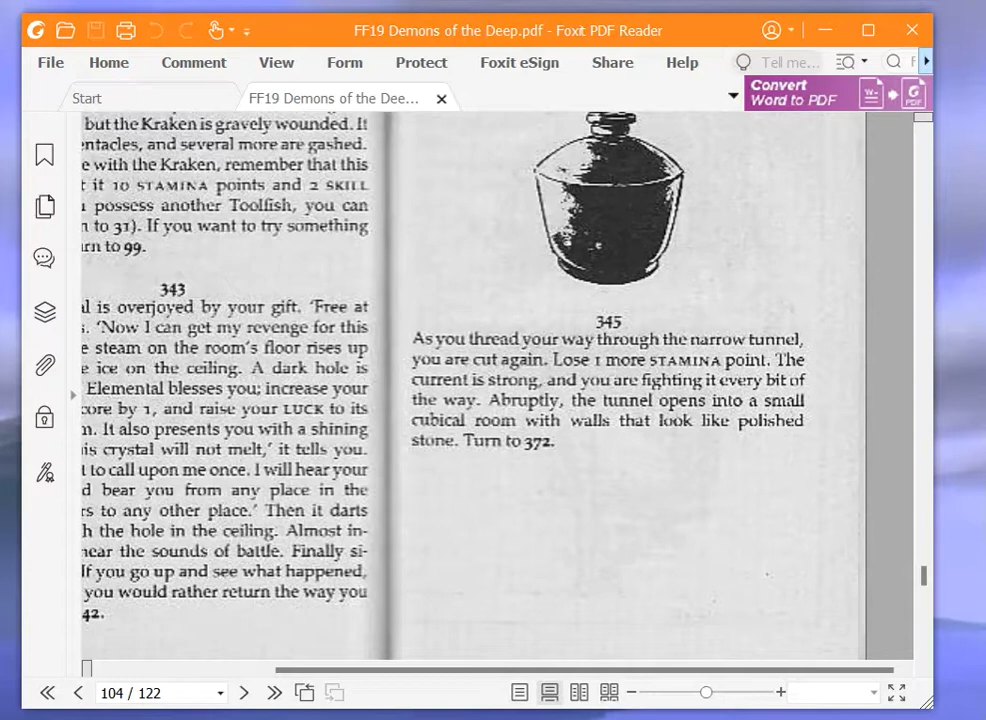 FF19 Demons of the Deep.pdf - Foxit PDF Reader
File Home Comment View Form Protect Foxit eSign Share Help Tell me... F
Start FF19 Demons of the Dee... Convert
Word to PDF
but the Kraken is gravely wounded. It
entacles, and several more are gashed.
e with the Kraken, remember that this
t it 10 STAMINA points and 2 SKILL
possess another Toolfish, you can
n to 31). If you want to try something
rn to 99.
343
al is overjoyed by your gift. 'Free at
s. 'Now I can get my revenge for this
e steam on the room's floor rises up
e ice on the ceiling. A dark hole is
Elemental blesses you; increase your
core by 1, and raise your LUCK to its
m. It also presents you with a shining
is crystal will not melt,' it tells you.
t to call upon me once. I will hear your
d bear you from any place in the
rs to any other place.' Then it darts
h the hole in the ceiling. Almost in-
hear the sounds of battle. Finally si-
If you go up and see what happened,
you would rather return the way you
42.
345
As you thread your way through the narrow tunnel,
you are cut again. Lose 1 more STAMINA point. The
current is strong, and you are fighting it every bit of
the way. Abruptly, the tunnel opens into a small
cubical room with walls that look like polished
stone. Turn to 372.
104 / 122